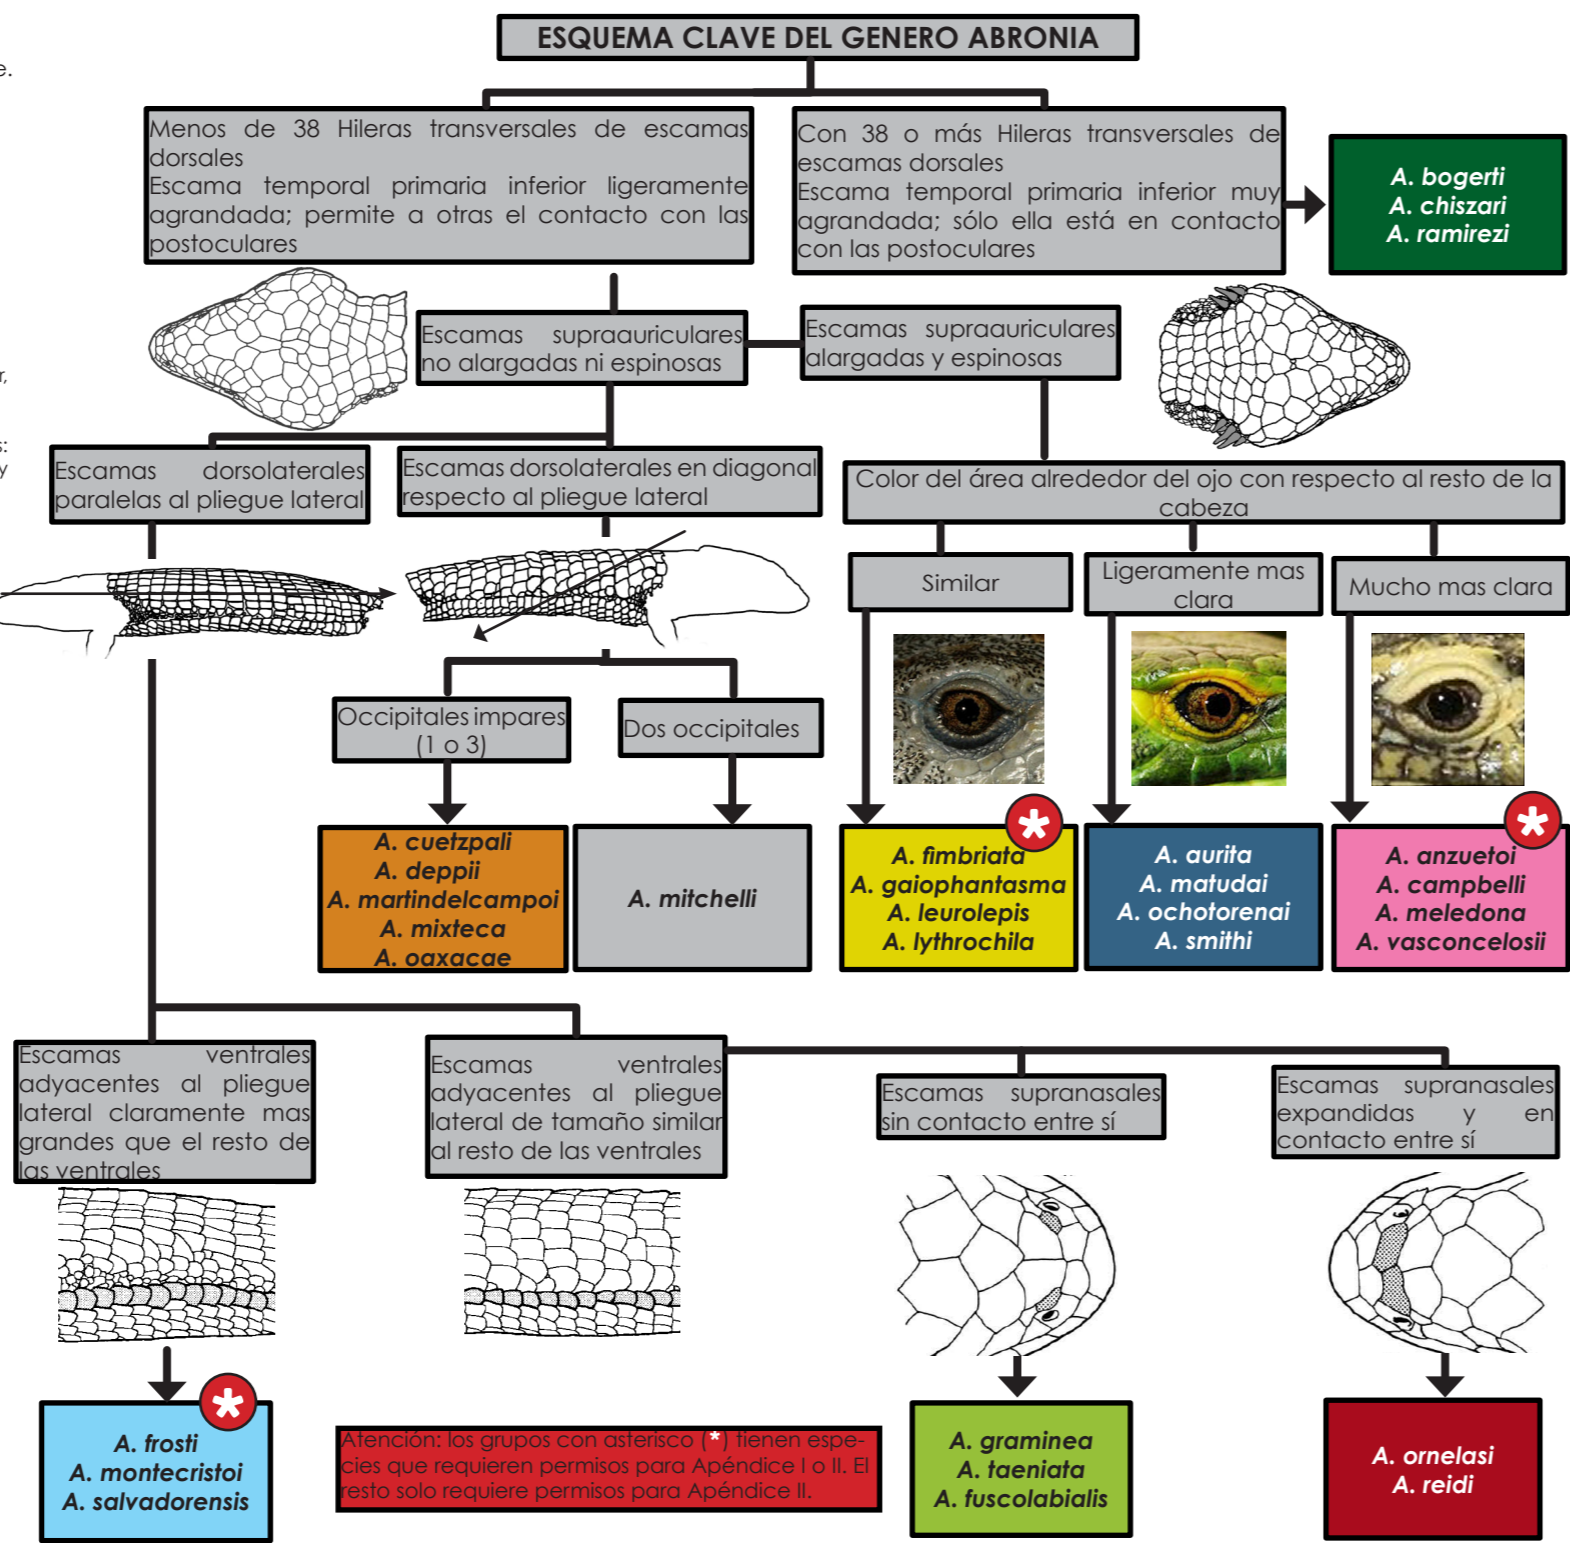 ESQUEMA CLAVE DEL GENERO ABRONIA
e.
Menos de 38 Hileras transversales de escamas
dorsales
Escama temporal primaria inferior ligeramente
agrandada; permite a otras el contacto con las
postoculares
Con 38 o más Hileras transversales de
escamas dorsales
Escama temporal primaria inferior muy
agrandada; sólo ella está en contacto
con las postoculares
A. bogerti
A. chiszari
A. ramirezi
Escamas supraauriculares
no alargadas ni espinosas
Escamas supraauriculares
alargadas y espinosas
r,
s:
y
Escamas dorsolaterales
paralelas al pliegue lateral
Escamas dorsolaterales en diagonal
respecto al pliegue lateral
Color del área alrededor del ojo con respecto al resto de la
cabeza
Similar
Ligeramente mas
clara
Mucho mas clara
Occipitales impares
(1 o 3)
Dos occipitales
A. cuetzpali
A. deppii
A. martindelcampoi
A. mixteca
A. oaxacae
A. mitchelli
*
A. fimbriata
A. gaiophantasma
A. leurolepis
A. lythrochila
A. aurita
A. matudai
A. ochotorenai
A. smithi
*
A. anzuetoi
A. campbelli
A. meledona
A. vasconcelosii
Escamas ventrales
adyacentes al pliegue
lateral claramente mas
grandes que el resto de
las ventrales
Escamas ventrales
adyacentes al pliegue
lateral de tamaño similar
al resto de las ventrales
Escamas supranasales
sin contacto entre sí
Escamas supranasales
expandidas y en
contacto entre sí
*
A. frosti
A. montecristoi
A. salvadorensis
Atención: los grupos con asterisco (*) tienen espe-
cies que requieren permisos para Apéndice I o II. El
resto solo requiere permisos para Apéndice II.
A. graminea
A. taeniata
A. fuscolabialis
A. ornelasi
A. reidi